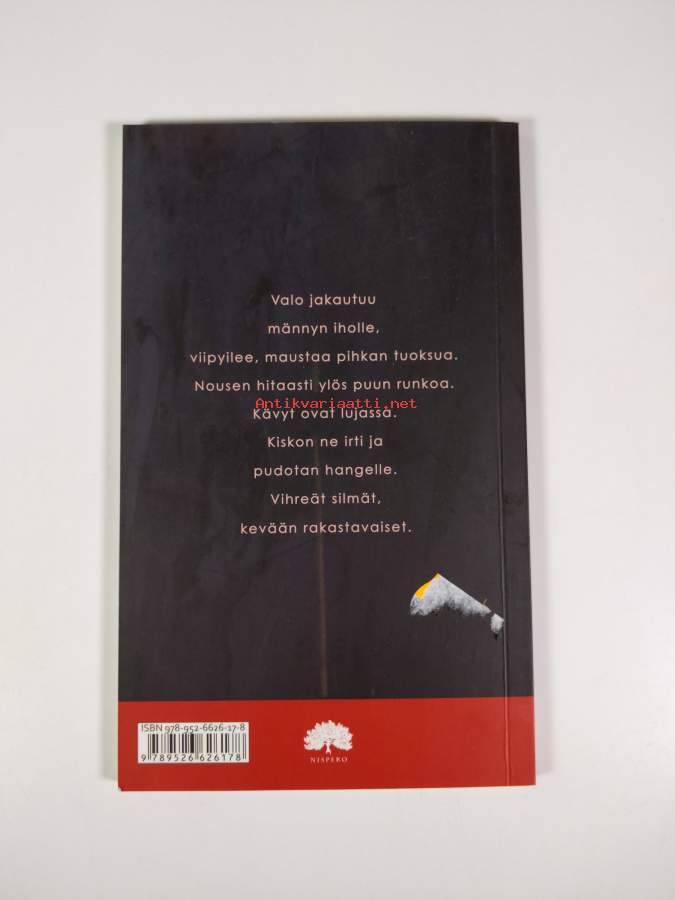 Valo jakautuu
männyn iholle,
viipyilee, maustaa pihkan tuoksua.
Nousen hitaasti ylös puun runkoa.
Antikvariaatti.net
Kävyt ovat lujassa.
Kiskon ne irti ja
pudotan hangelle.
Vihreät silmät,
kevään rakastavaiset.
ISBN 978-952-6626-17-8
9 789526 626178
NISPERO